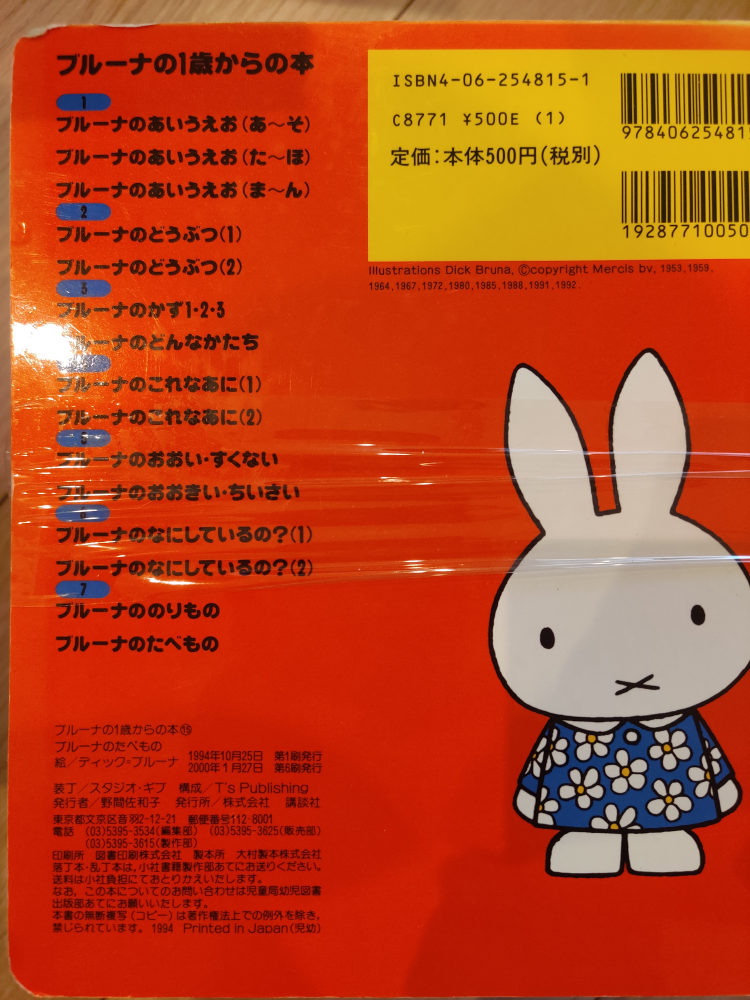 ブルーナの1歳からの本
1
ブルーナのあいうえお(あ〜そ)
ブルーナのあいうえお(た〜ほ)
ブルーナのあいうえお(ま〜ん)
2
ブルーナのどうぶつ(1)
ブルーナのどうぶつ(2)
3
ブルーナのかず1・2・3
ブルーナのどんなかたち
ブルーナのこれなあに(1)
ブルーナのこれなあに(2)
5
ブルーナのおおい・すくない
ブルーナのおおきい・ちいさい
6
ブルーナのなにしているの?(1)
ブルーナのなにしているの?(2)
7
ブルーナののりもの
ブルーナのたべもの
ISBN4-06-254815-1
C8771 ¥500E (1)
定価:本体500円(税別)
978406254815
19287710050
Illustrations Dick Bruna, ©copyright Mercis bv, 1953,1959,
1964,1967,1972,1980,1985,1988,1991,1992.
ブルーナの1歳からの本⑮
ブルーナのたべもの
絵/ディック=ブルーナ
1994年10月25日 第1刷発行
2000年1月27日 第5刷発行
装丁/スタジオ・ギブ 構成/T's Publishing
発行者/野間佐和子 発行所/株式会社 講談社
東京都文京区音羽2-12-21 郵便番号112-8001
電話 (03)5395-3534(編集部) (03)5395-3625(販売部)
(03)5395-3615(製作部)
印刷所 図書印刷株式会社 製本所 大村製本株式会社
落丁本・乱丁本は、小社書籍製作部あてにお送りください。
送料は小社負担にておとりかえいたします。
なお、この本についてのお問い合わせは児童局幼児図書
出版部あてにお願いいたします。
本書の無断複写(コピー)は著作権法上での例外を除き、
禁じられています。 1994 Printed in Japan(児幼)